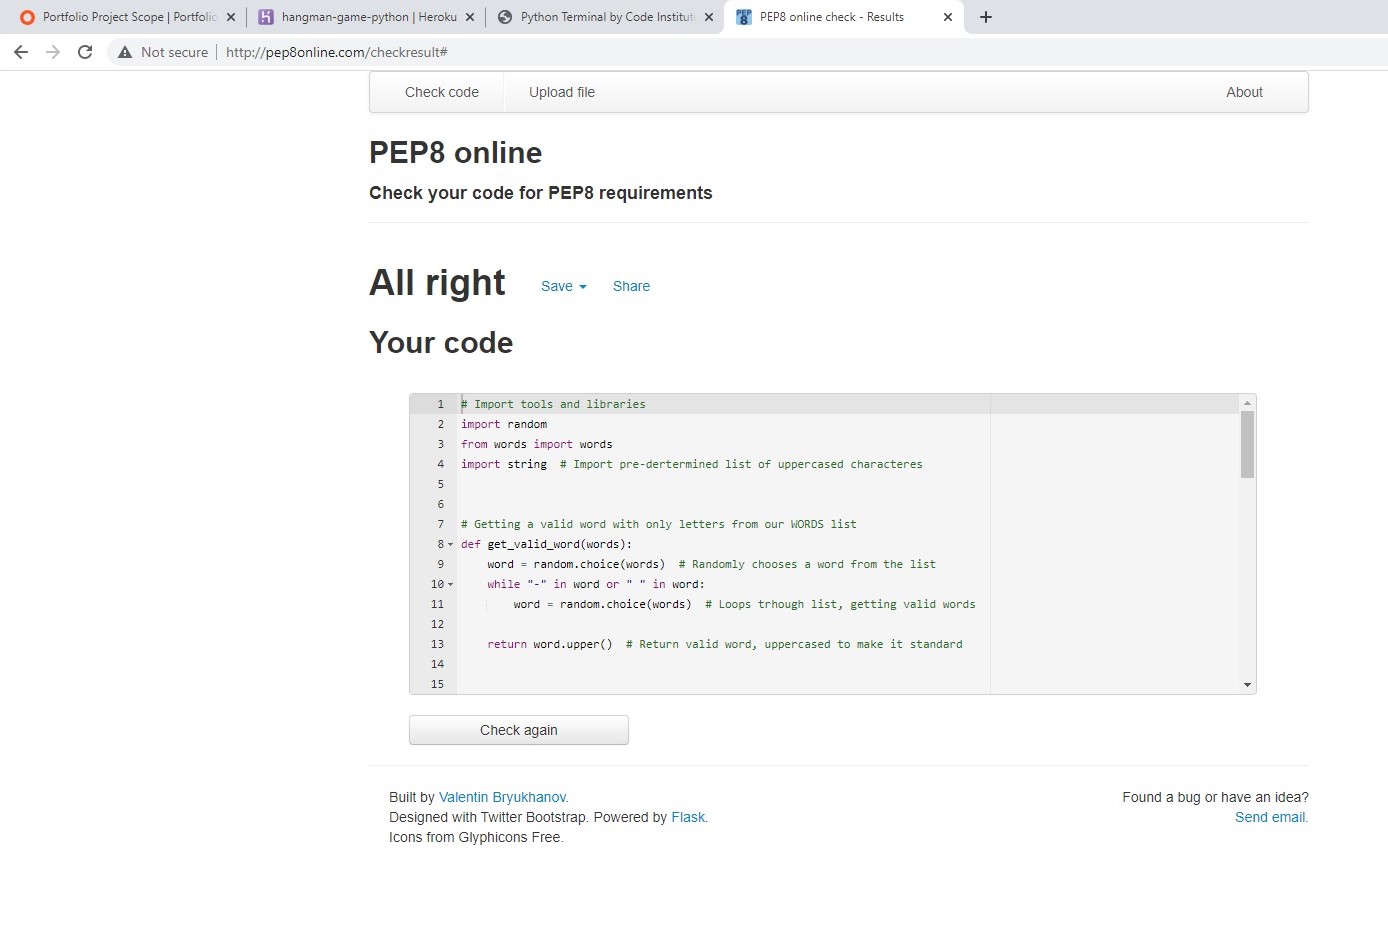 Portfolio Project Scope | Portfolio
hangman-game-python | Heroku
Python Terminal by Code Institut
PEP8 online check - Results
Not secure | http://pep8online.com/checkresult#
Check code Upload file About
PEP8 online
Check your code for PEP8 requirements
All right Save Share
Your code
1 # Import tools and libraries
2 import random
3 from words import words
4 import string  # Import pre-dertermined list of uppercased characteres
5
6
7 # Getting a valid word with only letters from our WORDS list
8 def get_valid_word(words):
9     word = random.choice(words)  # Randomly chooses a word from the list
10     while "-" in word or " " in word:
11         word = random.choice(words)  # Loops trhough list, getting valid words
12
13     return word.upper()  # Return valid word, uppercased to make it standard
14
15
Check again
Built by Valentin Bryukhanov.
Designed with Twitter Bootstrap. Powered by Flask.
Icons from Glyphicons Free.
Found a bug or have an idea?
Send email.